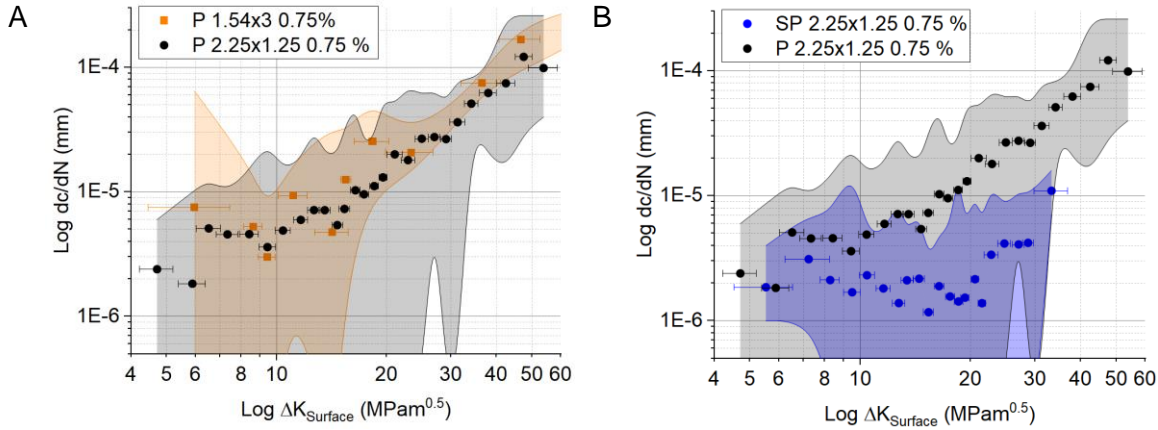 A
P 1.54x3 0.75%
P 2.25x1.25 0.75 %
Log dc/dN (mm)
1E-4
1E-5
1E-6
4 6 8 10 20 30 40 50 60
Log ΔK_Surface (MPam^0.5)
B
SP 2.25x1.25 0.75 %
P 2.25x1.25 0.75 %
Log dc/dN (mm)
1E-4
1E-5
1E-6
4 6 8 10 20 30 40 50 60
Log ΔK_Surface (MPam^0.5)